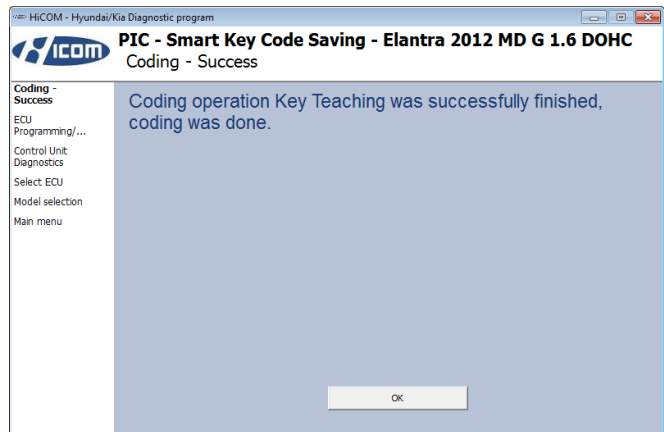 HiCOM - Hyundai/Kia Diagnostic program
Hicom
PIC - Smart Key Code Saving - Elantra 2012 MD G 1.6 DOHC
Coding - Success
Coding -
Success
ECU
Programming/...
Control Unit
Diagnostics
Select ECU
Model selection
Main menu
Coding operation Key Teaching was successfully finished,
coding was done.
OK